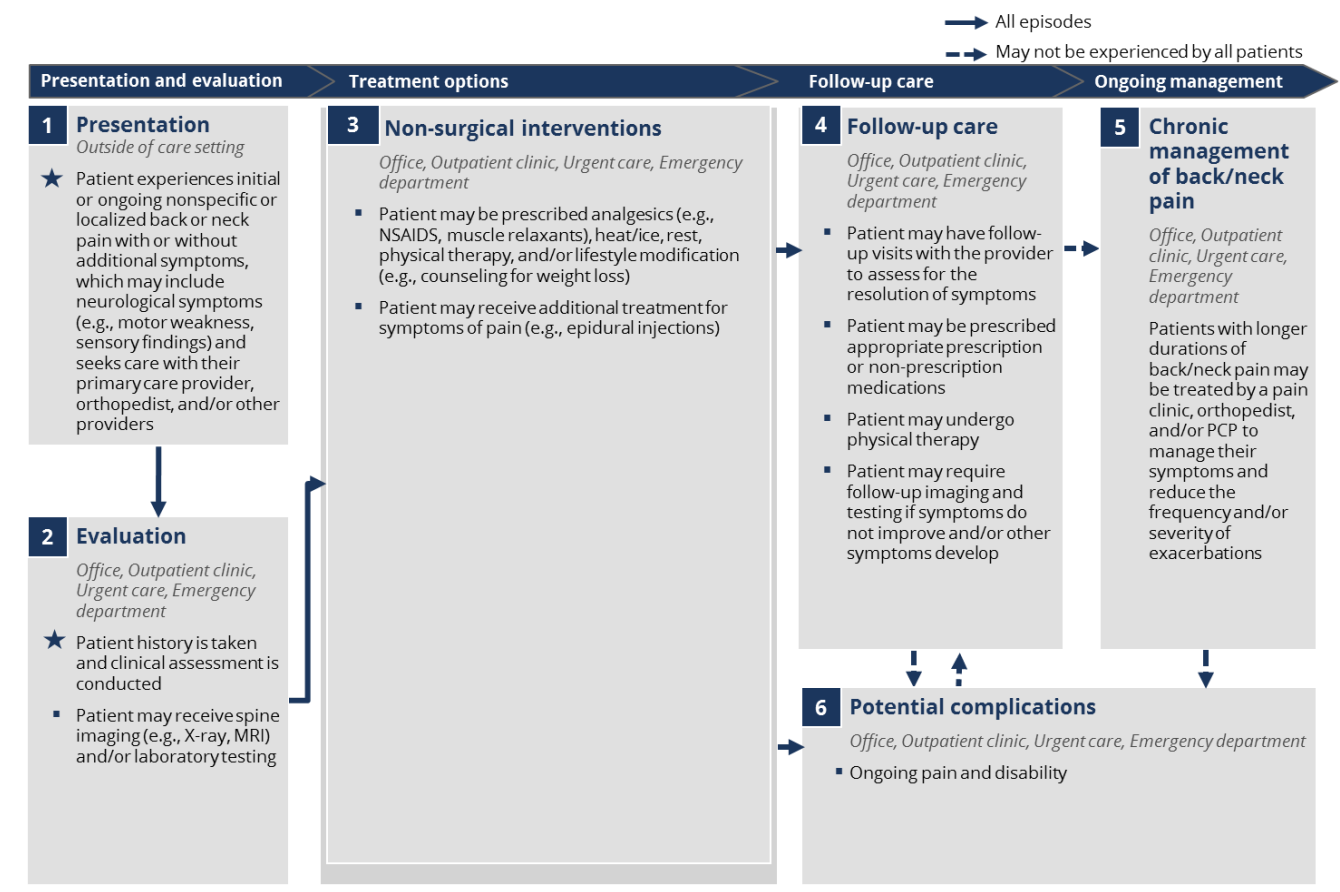 All episodes
May not be experienced by all patients
Presentation and evaluation
Treatment options
Follow-up care
Ongoing management
1
Presentation
Outside of care setting
Patient experiences initial
or ongoing nonspecific or
localized back or neck
pain with or without
additional symptoms,
which may include
neurological symptoms
(e.g., motor weakness,
sensory findings) and
seeks care with their
primary care provider,
orthopedist, and/or other
providers
2
Evaluation
Office, Outpatient clinic,
Urgent care, Emergency
department
Patient history is taken
and clinical assessment is
conducted
Patient may receive spine
imaging (e.g., X-ray, MRI)
and/or laboratory testing
3
Non-surgical interventions
Office, Outpatient clinic, Urgent care, Emergency
department
Patient may be prescribed analgesics (e.g.,
NSAIDS, muscle relaxants), heat/ice, rest,
physical therapy, and/or lifestyle modification
(e.g., counseling for weight loss)
Patient may receive additional treatment for
symptoms of pain (e.g., epidural injections)
4
Follow-up care
Office, Outpatient clinic,
Urgent care, Emergency
department
Patient may have follow-
up visits with the provider
to assess for the
resolution of symptoms
Patient may be prescribed
appropriate prescription
or non-prescription
medications
Patient may undergo
physical therapy
Patient may require
follow-up imaging and
testing if symptoms do
not improve and/or other
symptoms develop
5
Chronic
management
of back/neck
pain
Office, Outpatient
clinic, Urgent care,
Emergency
department
Patients with longer
durations of
back/neck pain may
be treated by a pain
clinic, orthopedist,
and/or PCP to
manage their
symptoms and
reduce the
frequency and/or
severity of
exacerbations
6
Potential complications
Office, Outpatient clinic, Urgent care, Emergency department
Ongoing pain and disability